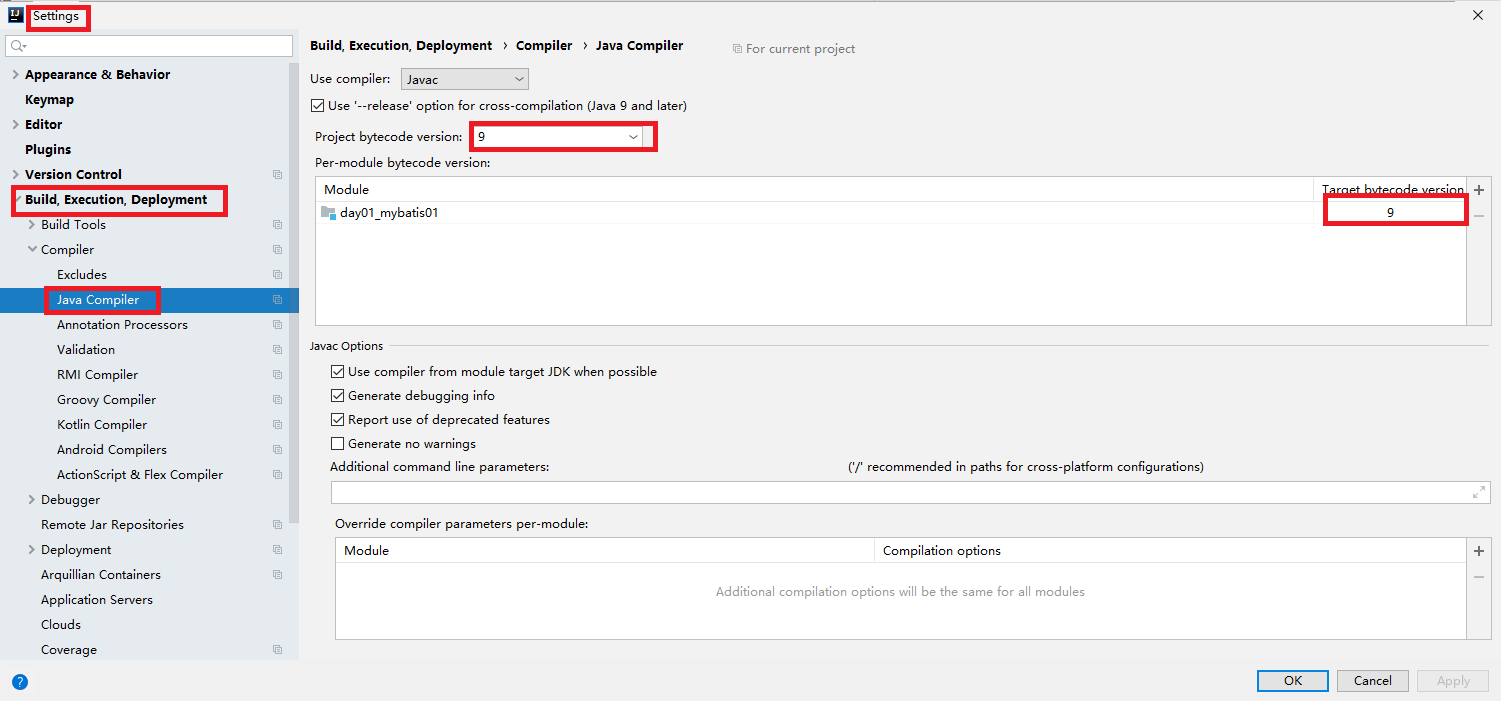 IJ Settings
Appearance & Behavior
Keymap
Editor
Plugins
Version Control
Build, Execution, Deployment
Build Tools
Compiler
Excludes
Java Compiler
Annotation Processors
Validation
RMI Compiler
Groovy Compiler
Kotlin Compiler
Android Compilers
ActionScript & Flex Compiler
Debugger
Remote Jar Repositories
Deployment
Arquillian Containers
Application Servers
Clouds
Coverage
?
Build, Execution, Deployment › Compiler › Java Compiler For current project
Use compiler: Javac
Use '--release' option for cross-compilation (Java 9 and later)
Project bytecode version: 9
Per-module bytecode version:
Module Target bytecode version
day01_mybatis01 9
Javac Options
Use compiler from module target JDK when possible
Generate debugging info
Report use of deprecated features
Generate no warnings
Additional command line parameters: ('/' recommended in paths for cross-platform configurations)
Override compiler parameters per-module:
Module Compilation options
Additional compilation options will be the same for all modules
OK Cancel Apply